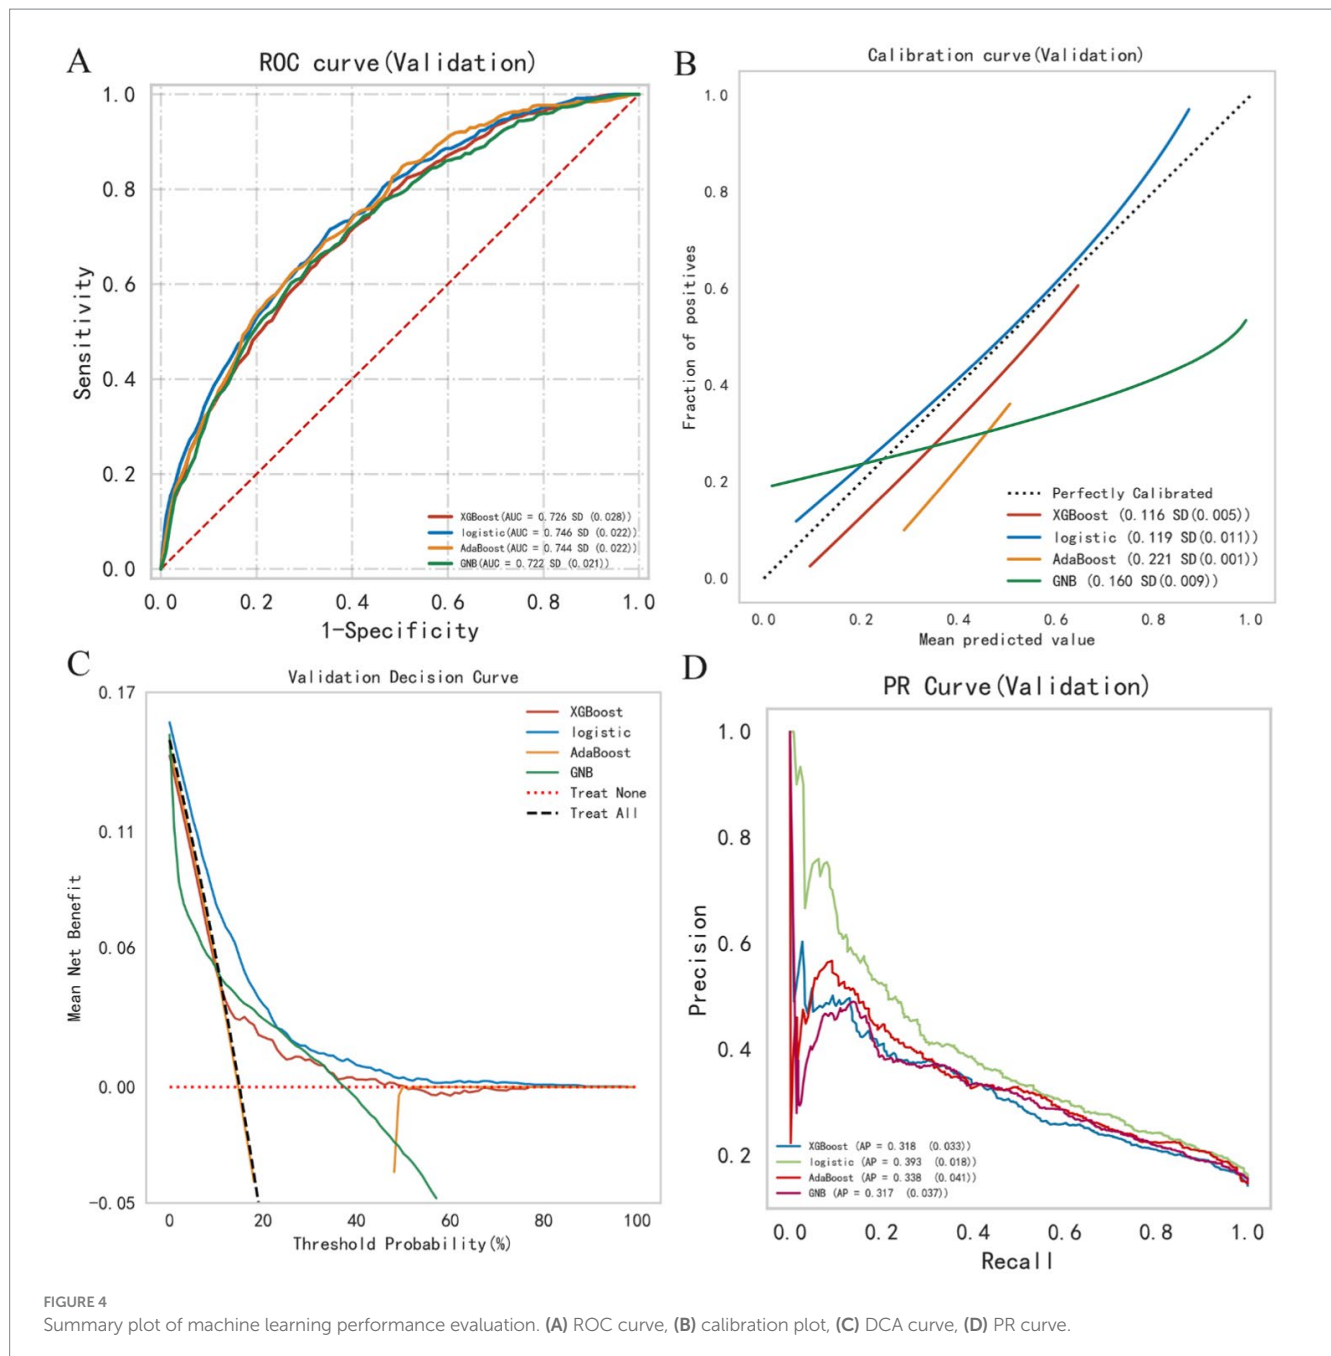 A
ROC curve(Validation)
1.0
0.8
0.6
0.4
0.2
0.0
Sensitivity
XGBoost(AUC = 0.726 SD (0.028))
logistic(AUC = 0.746 SD (0.022))
AdaBoost(AUC = 0.744 SD (0.022))
GNB(AUC = 0.722 SD (0.021))
0.0 0.2 0.4 0.6 0.8 1.0
1-Specificity
B
Calibration curve(Validation)
1.0
0.8
0.6
0.4
0.2
0.0
Fraction of positives
Perfectly Calibrated
XGBoost (0.116 SD(0.005))
logistic (0.119 SD(0.011))
AdaBoost (0.221 SD(0.001))
GNB (0.160 SD(0.009))
0.0 0.2 0.4 0.6 0.8 1.0
Mean predicted value
C
Validation Decision Curve
0.17
0.11
0.06
0.00
-0.05
Mean Net Benefit
XGBoost
logistic
AdaBoost
GNB
Treat None
Treat All
0 20 40 60 80 100
Threshold Probability(%)
D
PR Curve(Validation)
1.0
0.8
0.6
0.4
0.2
Precision
XGBoost (AP = 0.318 (0.033))
logistic (AP = 0.393 (0.018))
AdaBoost (AP = 0.338 (0.041))
GNB (AP = 0.317 (0.037))
0.0 0.2 0.4 0.6 0.8 1.0
Recall
FIGURE 4
Summary plot of machine learning performance evaluation. (A) ROC curve, (B) calibration plot, (C) DCA curve, (D) PR curve.